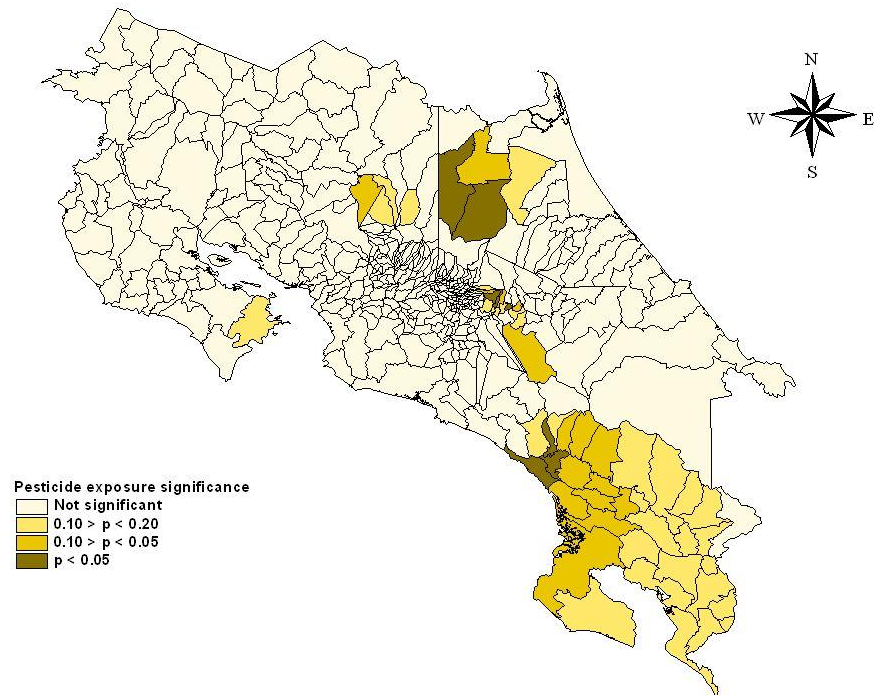 N
W E
S
Pesticide exposure significance
Not significant
0.10 > p < 0.20
0.10 > p < 0.05
p < 0.05